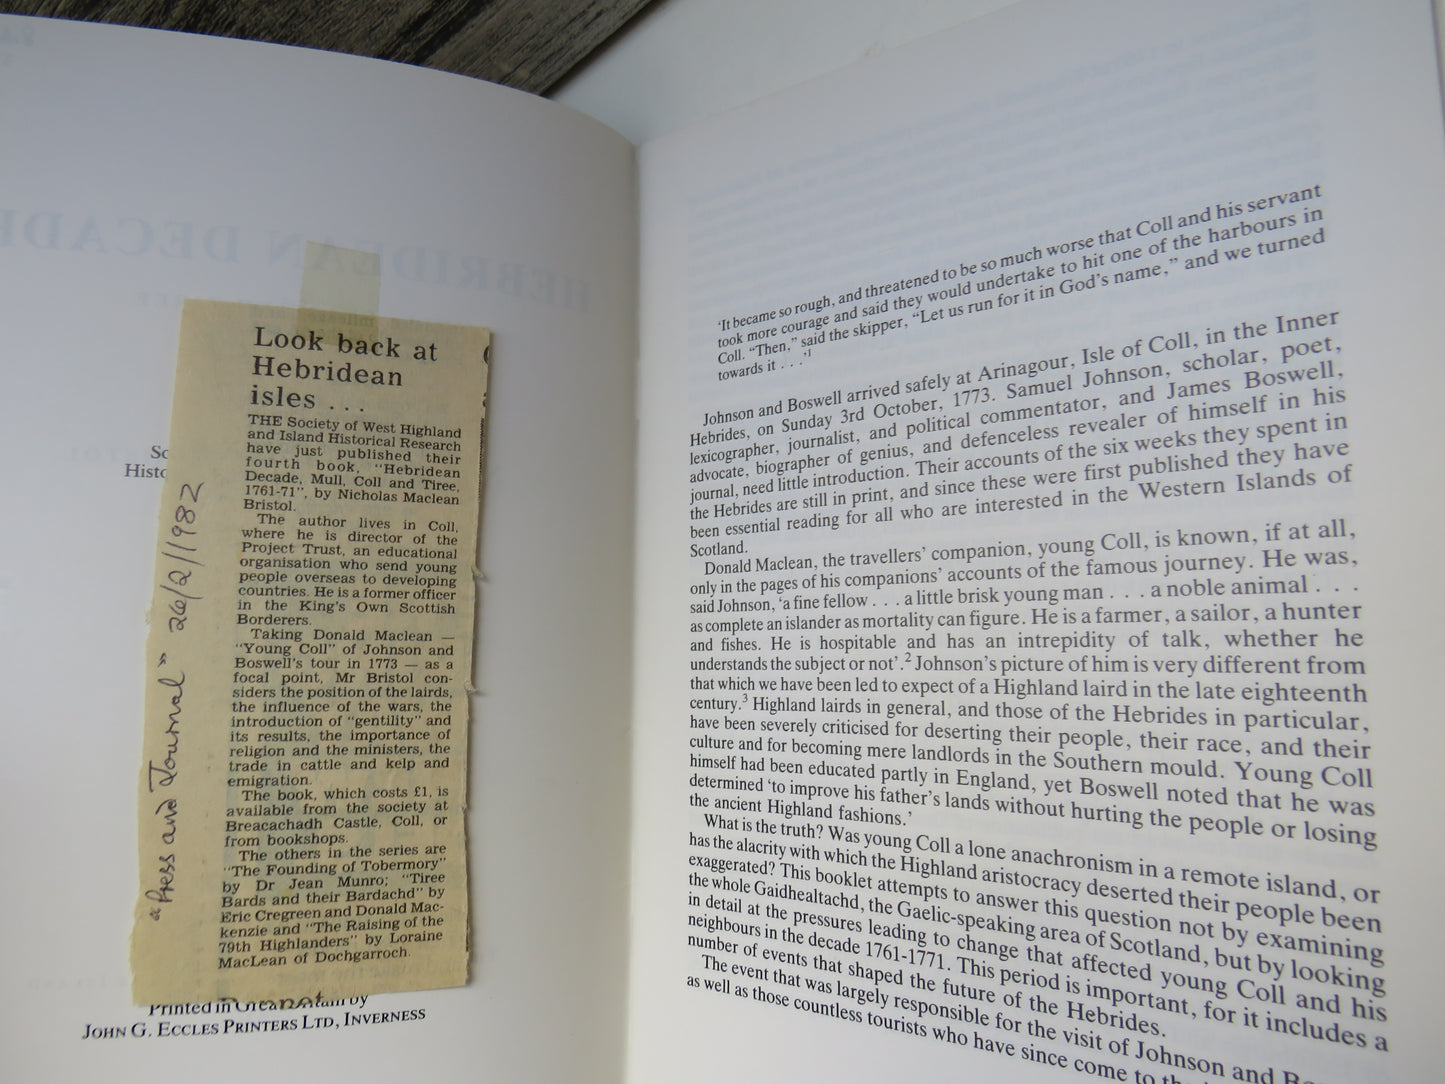 HEBRIDEAN DECADE
Look back at
Hebridean
isles . . .
THE Society of West Highland
and Island Historical Research
have just published their
fourth book, "Hebridean
Decade, Mull, Coll and Tiree,
1761-71", by Nicholas Maclean
Bristol.
The author lives in Coll,
where he is director of the
Project Trust, an educational
organisation who send young
people overseas to developing
countries. He is a former officer
in the King's Own Scottish
Borderers.
Taking Donald Maclean —
"Young Coll" of Johnson and
Boswell's tour in 1773 — as a
focal point, Mr Bristol con-
siders the position of the lairds,
the influence of the wars, the
introduction of "gentility" and
its results, the importance of
religion and the ministers, the
trade in cattle and kelp and
emigration.
The book, which costs £1, is
available from the society at
Breacachadh Castle, Coll, or
from bookshops.
The others in the series are
"The Founding of Tobermory"
by Dr Jean Munro; "Tiree
Bards and their Bardachd" by
Eric Cregreen and Donald Mac-
kenzie and "The Raising of the
79th Highlanders" by Loraine
MacLean of Dochgarroch.
"Press and Journal" 26/2/1982
So
Histo
Printed in Great Britain by
JOHN G. ECCLES PRINTERS LTD, INVERNESS
'It became so rough, and threatened to be so much worse that Coll and his servant
took more courage and said they would undertake to hit one of the harbours in
Coll. "Then," said the skipper, "Let us run for it in God's name," and we turned
towards it . . .'1
Johnson and Boswell arrived safely at Arinagour, Isle of Coll, in the Inner
Hebrides, on Sunday 3rd October, 1773. Samuel Johnson, scholar, poet,
lexicographer, journalist, and political commentator, and James Boswell,
advocate, biographer of genius, and defenceless revealer of himself in his
journal, need little introduction. Their accounts of the six weeks they spent in
the Hebrides are still in print, and since these were first published they have
been essential reading for all who are interested in the Western Islands of
Scotland.
Donald Maclean, the travellers' companion, young Coll, is known, if at all,
only in the pages of his companions' accounts of the famous journey. He was,
said Johnson, 'a fine fellow . . . a little brisk young man . . . a noble animal . . .
as complete an islander as mortality can figure. He is a farmer, a sailor, a hunter
and fishes. He is hospitable and has an intrepidity of talk, whether he
understands the subject or not'.2 Johnson's picture of him is very different from
that which we have been led to expect of a Highland laird in the late eighteenth
century.3 Highland lairds in general, and those of the Hebrides in particular,
have been severely criticised for deserting their people, their race, and their
culture and for becoming mere landlords in the Southern mould. Young Coll
himself had been educated partly in England, yet Boswell noted that he was
determined 'to improve his father's lands without hurting the people or losing
the ancient Highland fashions.'
What is the truth? Was young Coll a lone anachronism in a remote island, or
has the alacrity with which the Highland aristocracy deserted their people been
exaggerated? This booklet attempts to answer this question not by examining
the whole Gaidhealtachd, the Gaelic-speaking area of Scotland, but by looking
in detail at the pressures leading to change that affected young Coll and his
neighbours in the decade 1761-1771. This period is important, for it includes a
number of events that shaped the future of the Hebrides.
The event that was largely responsible for the visit of Johnson and Bo
as well as those countless tourists who have since come to th